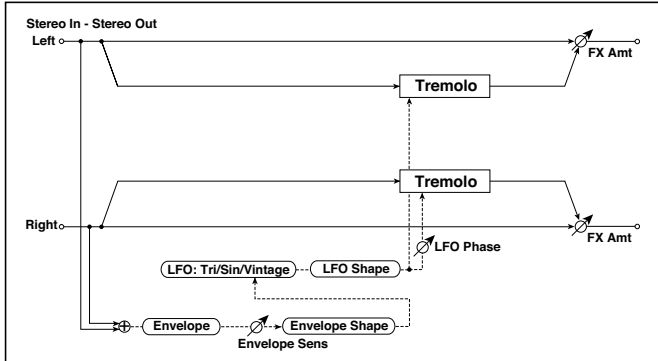 Stereo In - Stereo Out
Left
FX Amt
Tremolo
Tremolo
Right
FX Amt
LFO Phase
LFO: Tri/Sin/Vintage
LFO Shape
Envelope
Envelope Shape
Envelope Sens